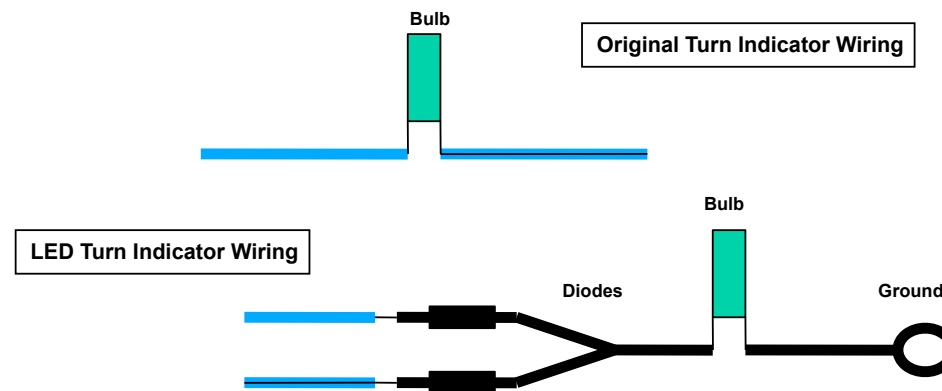 Bulb
Original Turn Indicator Wiring
Bulb
LED Turn Indicator Wiring
Diodes
Ground